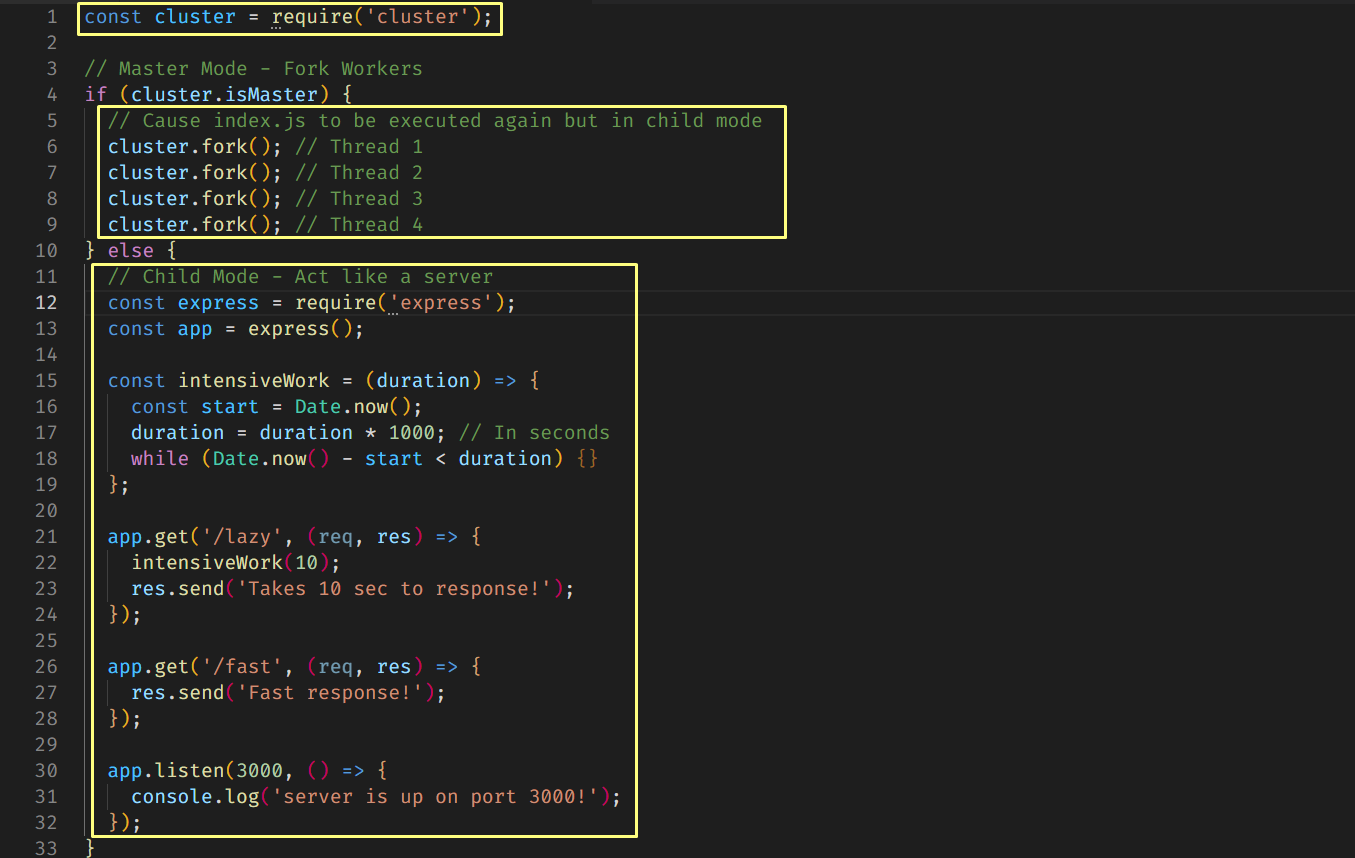 1 const cluster = require('cluster');
2
3 // Master Mode - Fork Workers
4 if (cluster.isMaster) {
5   // Cause index.js to be executed again but in child mode
6   cluster.fork(); // Thread 1
7   cluster.fork(); // Thread 2
8   cluster.fork(); // Thread 3
9   cluster.fork(); // Thread 4
10 } else {
11   // Child Mode - Act like a server
12   const express = require('express');
13   const app = express();
14
15   const intensiveWork = (duration) => {
16     const start = Date.now();
17     duration = duration * 1000; // In seconds
18     while (Date.now() - start < duration) {}
19   };
20
21   app.get('/lazy', (req, res) => {
22     intensiveWork(10);
23     res.send('Takes 10 sec to response!');
24   });
25
26   app.get('/fast', (req, res) => {
27     res.send('Fast response!');
28   });
29
30   app.listen(3000, () => {
31     console.log('server is up on port 3000!');
32   });
33 }